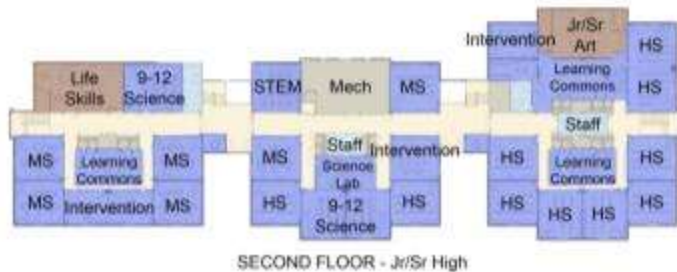 Jr/Sr
Art
Intervention
HS
Learning
Commons
HS
Life
Skills
9-12
Science
STEM
Mech
MS
Staff
MS
Learning
Commons
MS
MS
Staff
Intervention
HS
Learning
Commons
HS
MS
Intervention
MS
HS
Science
Lab
9-12
Science
HS
HS
HS
HS
HS
SECOND FLOOR - Jr/Sr High